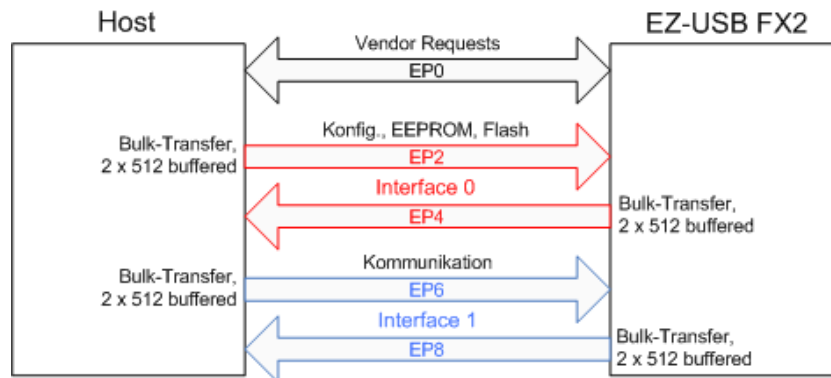 Host
EZ-USB FX2
Vendor Requests
EP0
Konfig., EEPROM, Flash
Bulk-Transfer,
2 x 512 buffered
EP2
Interface 0
EP4
Bulk-Transfer,
2 x 512 buffered
Kommunikation
Bulk-Transfer,
2 x 512 buffered
EP6
Interface 1
EP8
Bulk-Transfer,
2 x 512 buffered